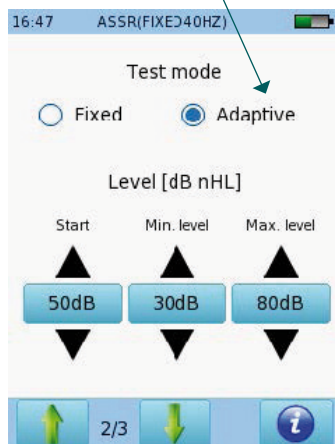 16:47 ASSR(FIXED40HZ)
Test mode
Fixed Adaptive
Level [dB nHL]
Start Min. level Max. level
50dB 30dB 80dB
2/3 i